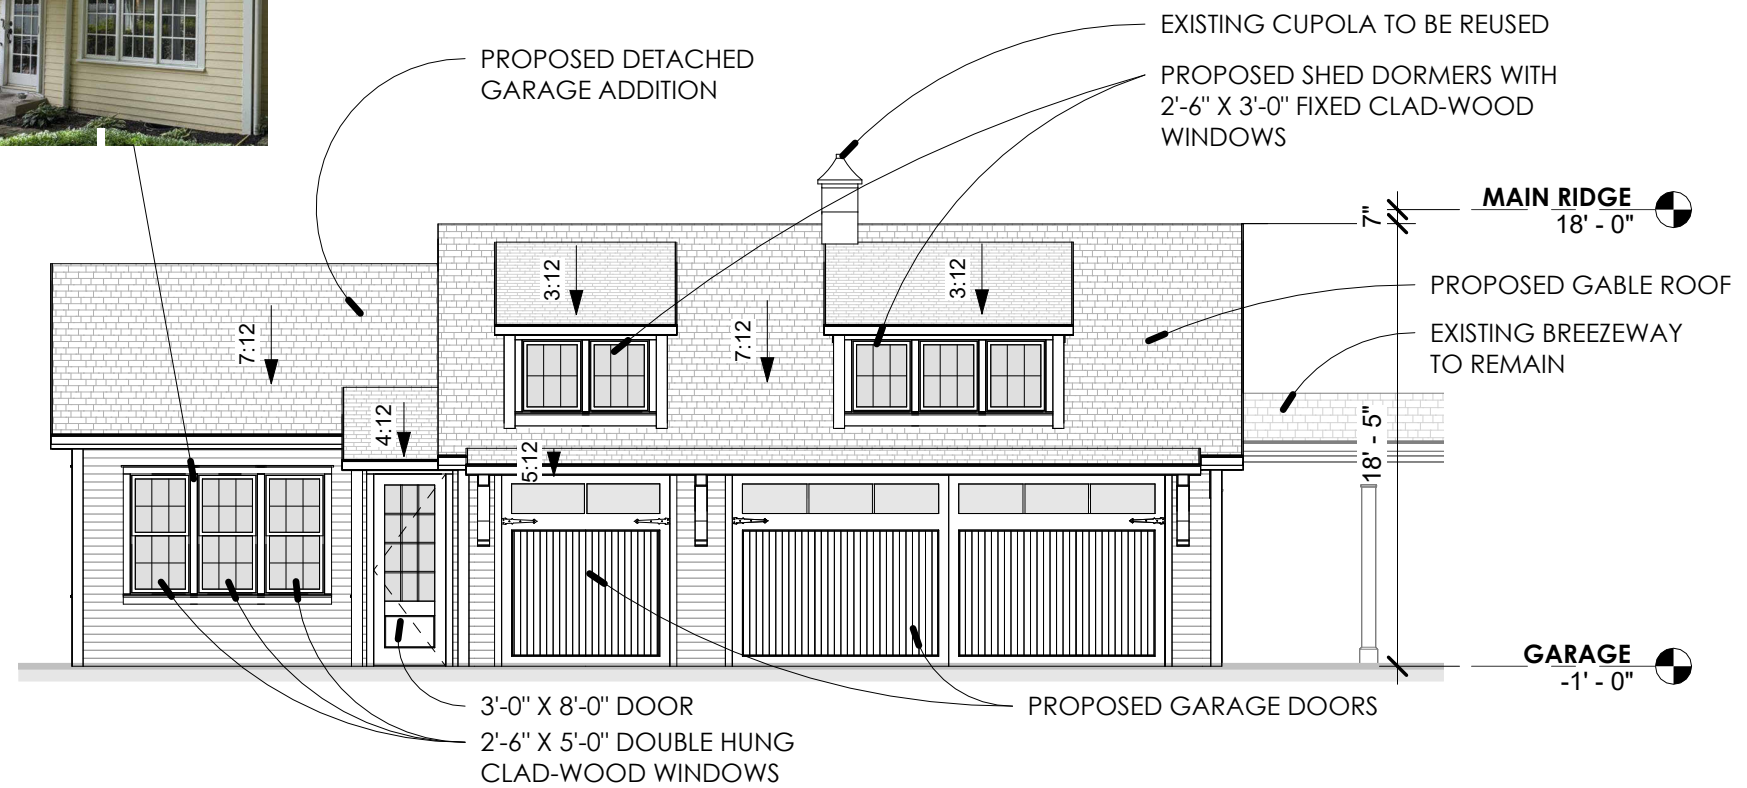 EXISTING CUPOLA TO BE REUSED
PROPOSED DETACHED
GARAGE ADDITION
PROPOSED SHED DORMERS WITH
2'-6" X 3'-0" FIXED CLAD-WOOD
WINDOWS
MAIN RIDGE
18' - 0"
7"
3:12
3:12
PROPOSED GABLE ROOF
7:12
7:12
EXISTING BREEZEWAY
TO REMAIN
4:12
5:12
18' - 5"
GARAGE
-1' - 0"
3'-0" X 8'-0" DOOR
PROPOSED GARAGE DOORS
2'-6" X 5'-0" DOUBLE HUNG
CLAD-WOOD WINDOWS